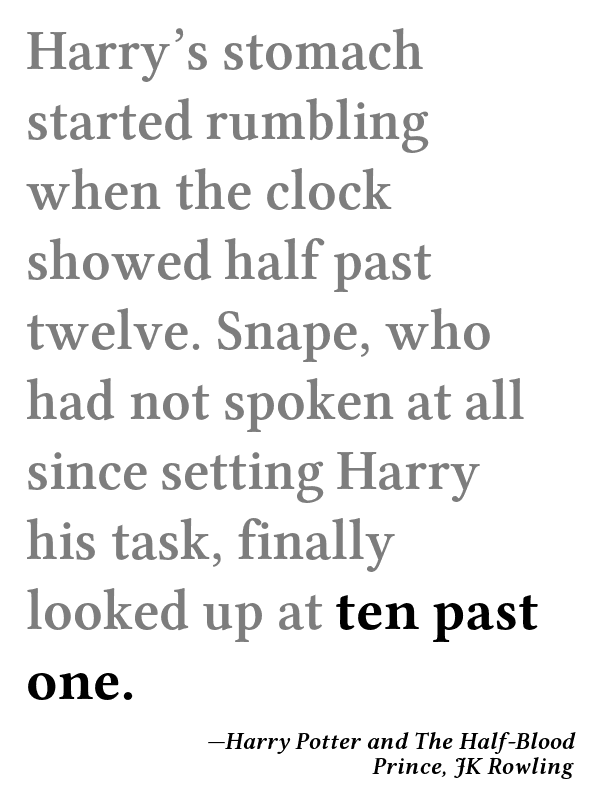 Harry’s stomach
started rumbling
when the clock
showed half past
twelve. Snape, who
had not spoken at all
since setting Harry
his task, finally
looked up at ten past
one.
—Harry Potter and The Half-Blood
Prince, JK Rowling